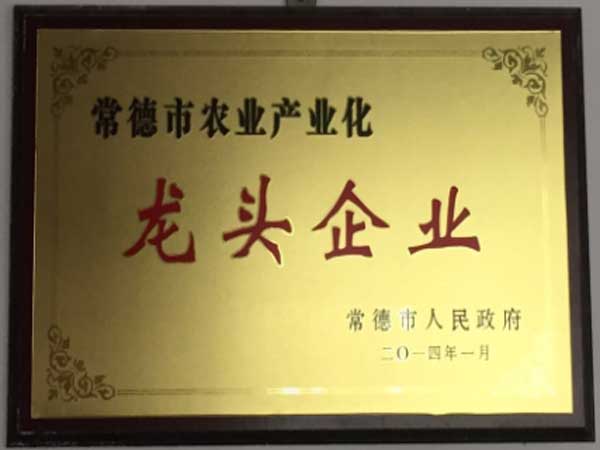 常德市农业产业化
龙头企业
常德市人民政府
二〇一四年一月